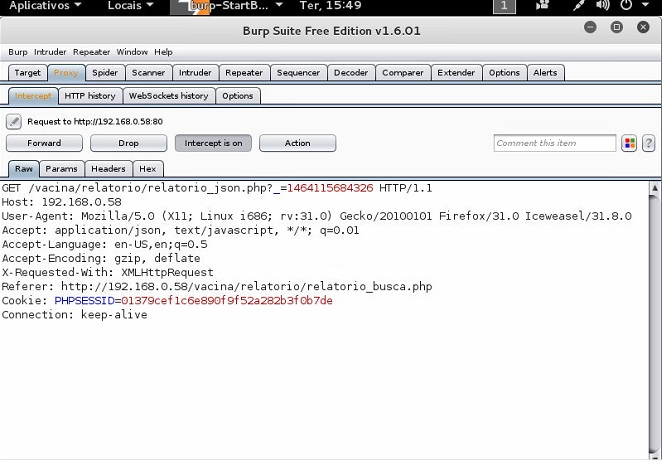 Aplicativos Locais burp-StartB... Ter, 15:49 1
Burp Suite Free Edition v1.6.01
Burp Intruder Repeater Window Help
Target Proxy Spider Scanner Intruder Repeater Sequencer Decoder Comparer Extender Options Alerts
Intercept HTTP history WebSockets history Options
Request to http://192.168.0.58:80
Forward Drop Intercept is on Action Comment this item ?
Raw Params Headers Hex
GET /vacina/relatorio/relatorio_json.php?_=1464115684326 HTTP/1.1
Host: 192.168.0.58
User-Agent: Mozilla/5.0 (X11; Linux i686; rv:31.0) Gecko/20100101 Firefox/31.0 Iceweasel/31.8.0
Accept: application/json, text/javascript, */*; q=0.01
Accept-Language: en-US,en;q=0.5
Accept-Encoding: gzip, deflate
X-Requested-With: XMLHttpRequest
Referer: http://192.168.0.58/vacina/relatorio/relatorio_busca.php
Cookie: PHPSESSID=01379cef1c6e890f9f52a282b3f0b7de
Connection: keep-alive